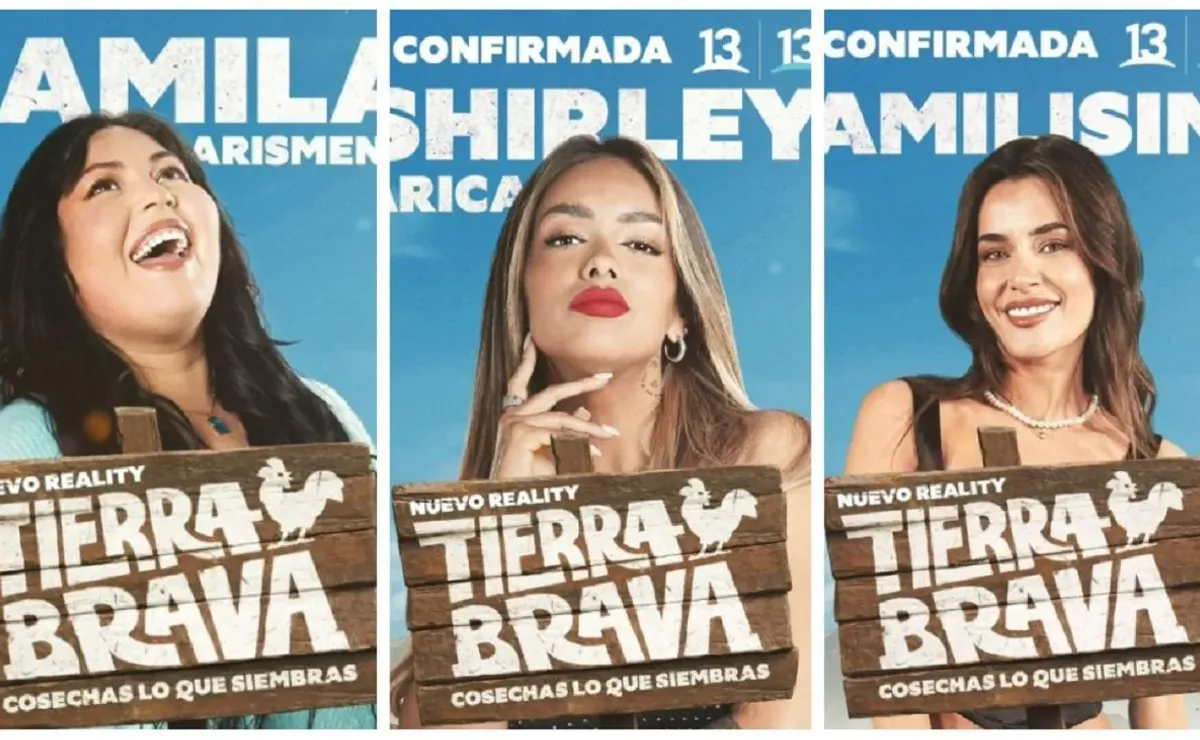 AMILA
ARISMEN
EVO REALITY
TIERRA
BRAVA
COSECHAS LO QUE SIEMBRAS
CONFIRMADA 13 | 13
SHIRLEY
ARICA
NUEVO REALITY
TIERRA
BRAVA
COSECHAS LO QUE SIEMBRAS
CONFIRMADA 13
AMILISIN
NUEVO REALITY
TIERRA
BRAVA
COSECHAS LO QUE SIEMBRAS